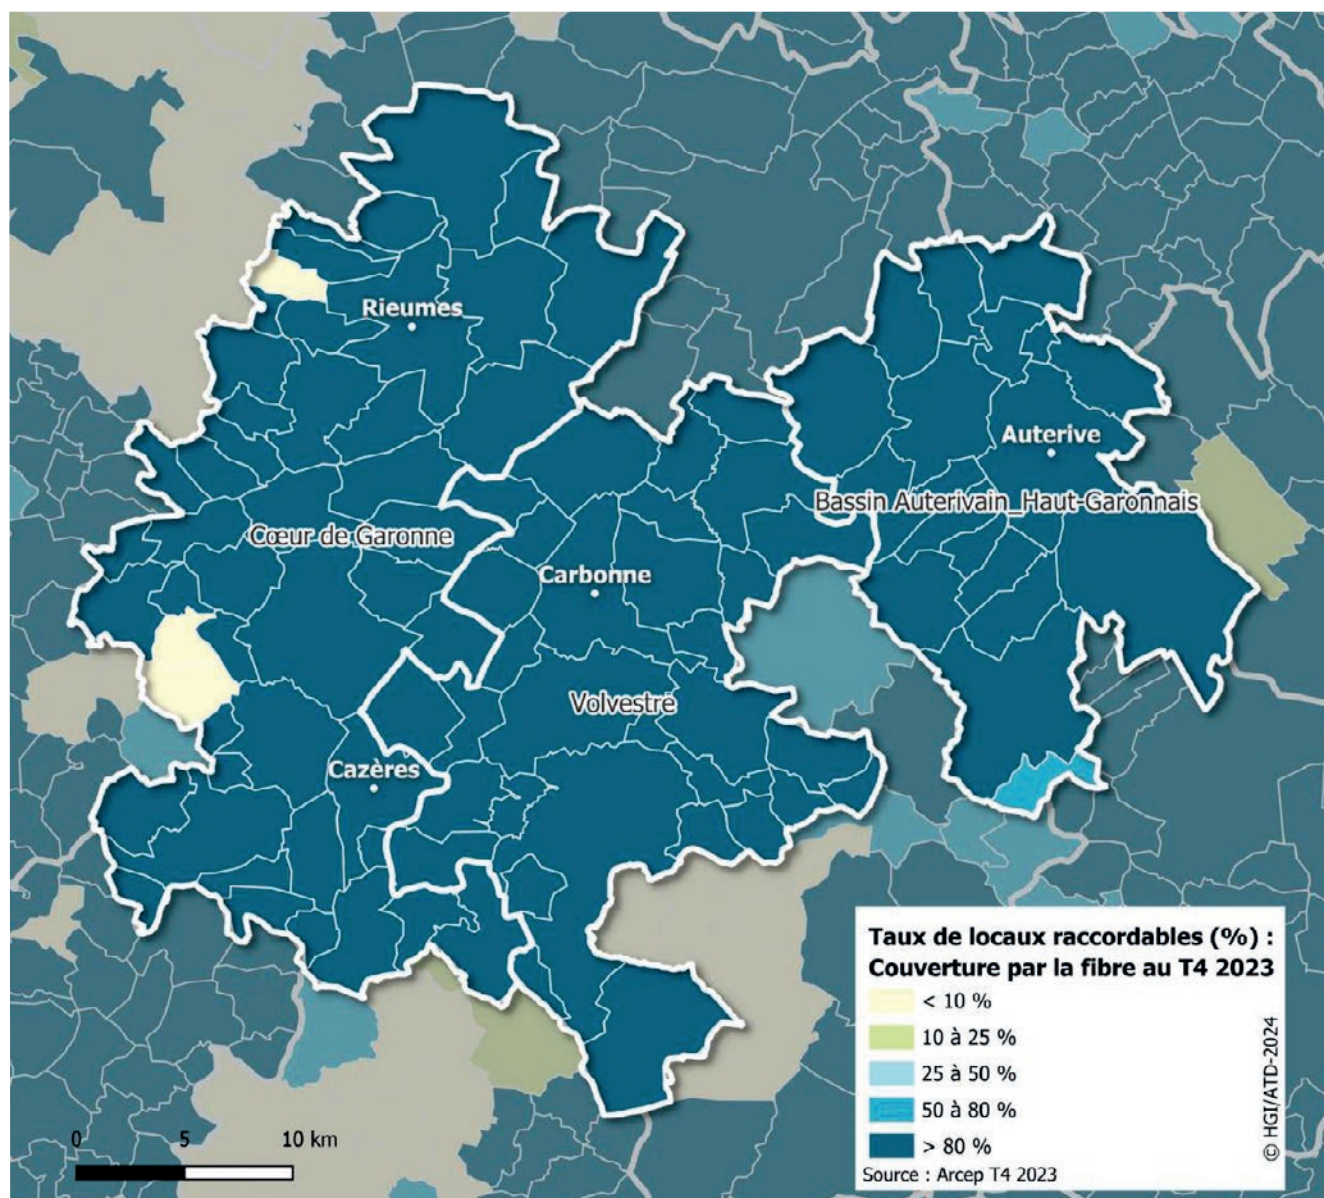 Rieumes
Auterive
Bassin Auterivain_Haut-Garonnais
Cœur de Garonne
Carbonne
Volvestre
Cazères
Taux de locaux raccordables (%) :
Couverture par la fibre au T4 2023
< 10 %
10 à 25 %
25 à 50 %
50 à 80 %
> 80 %
Source : Arcep T4 2023
© HGI/ATD-2024
0 5 10 km